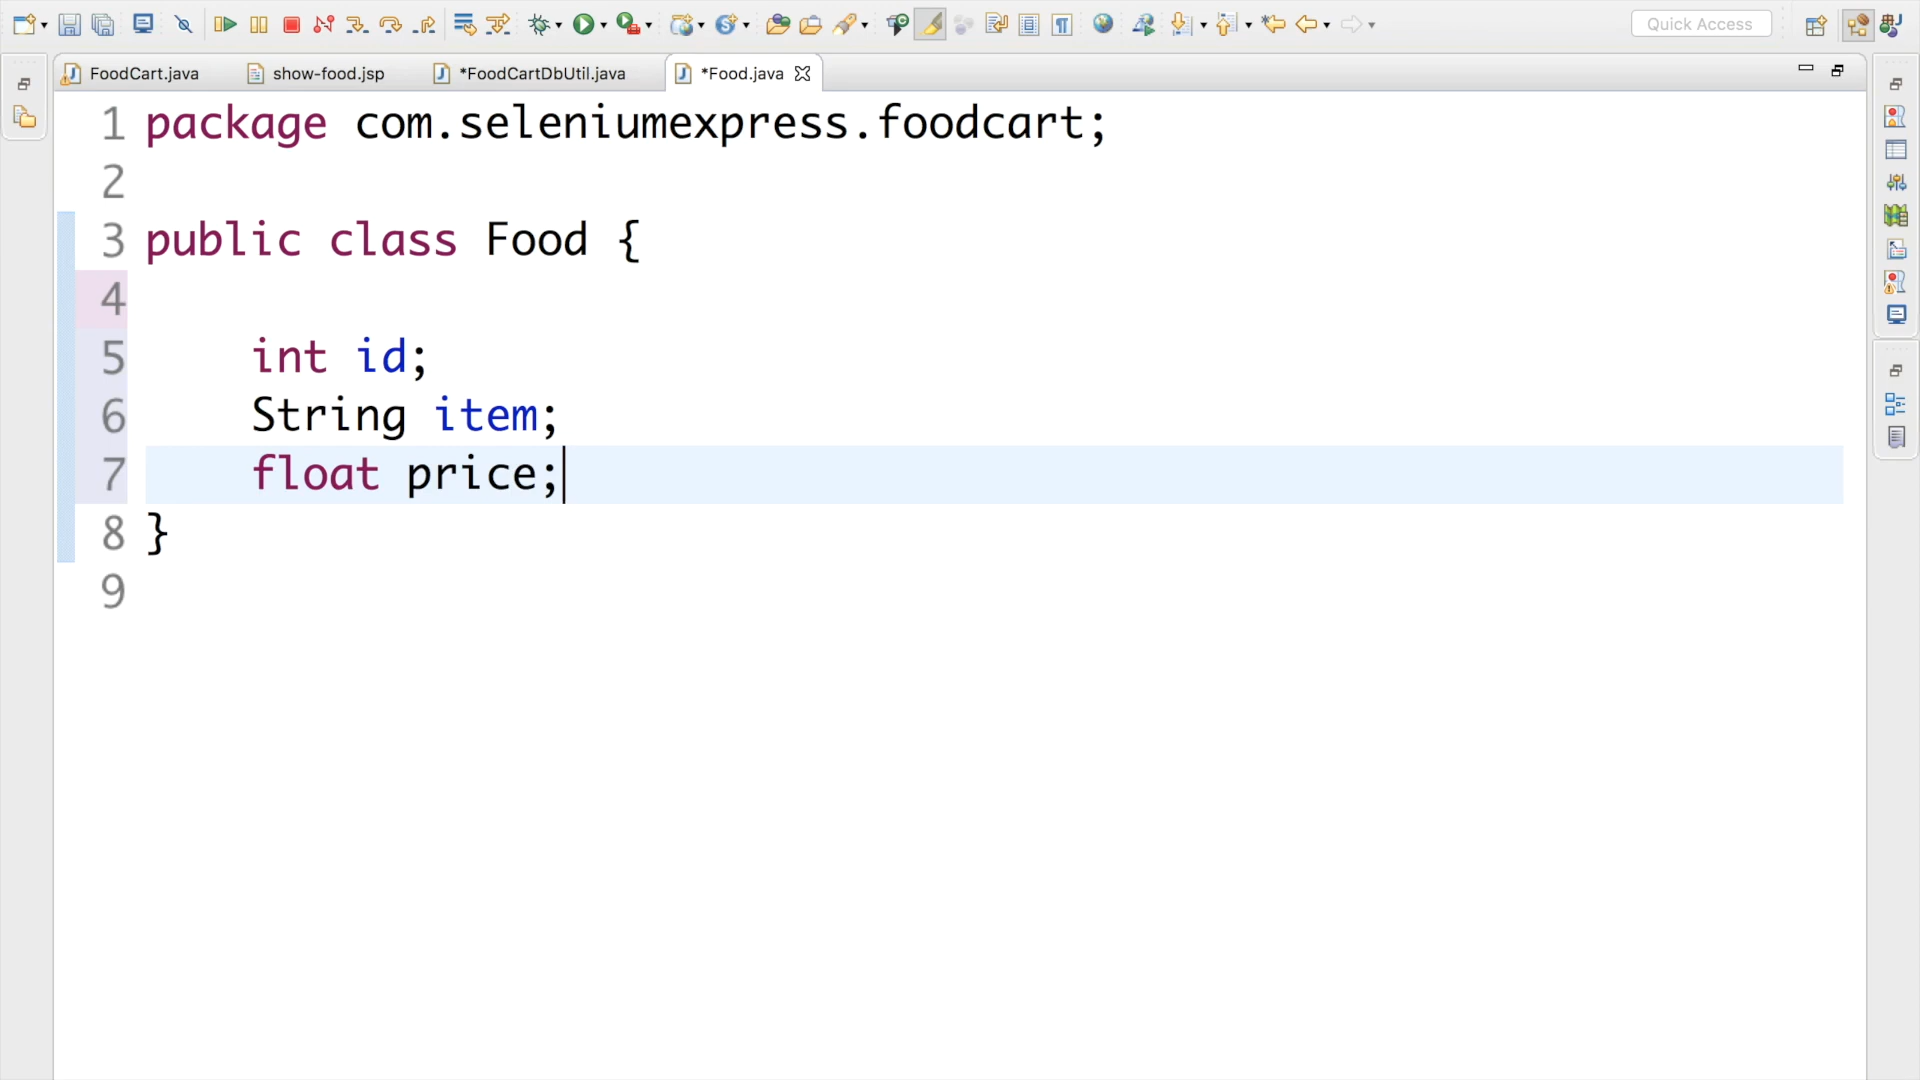 Quick Access
FoodCart.java show-food.jsp *FoodCartDbUtil.java *Food.java
1 package com.seleniumexpress.foodcart;
2
3 public class Food {
4
5 int id;
6 String item;
7 float price;
8 }
9